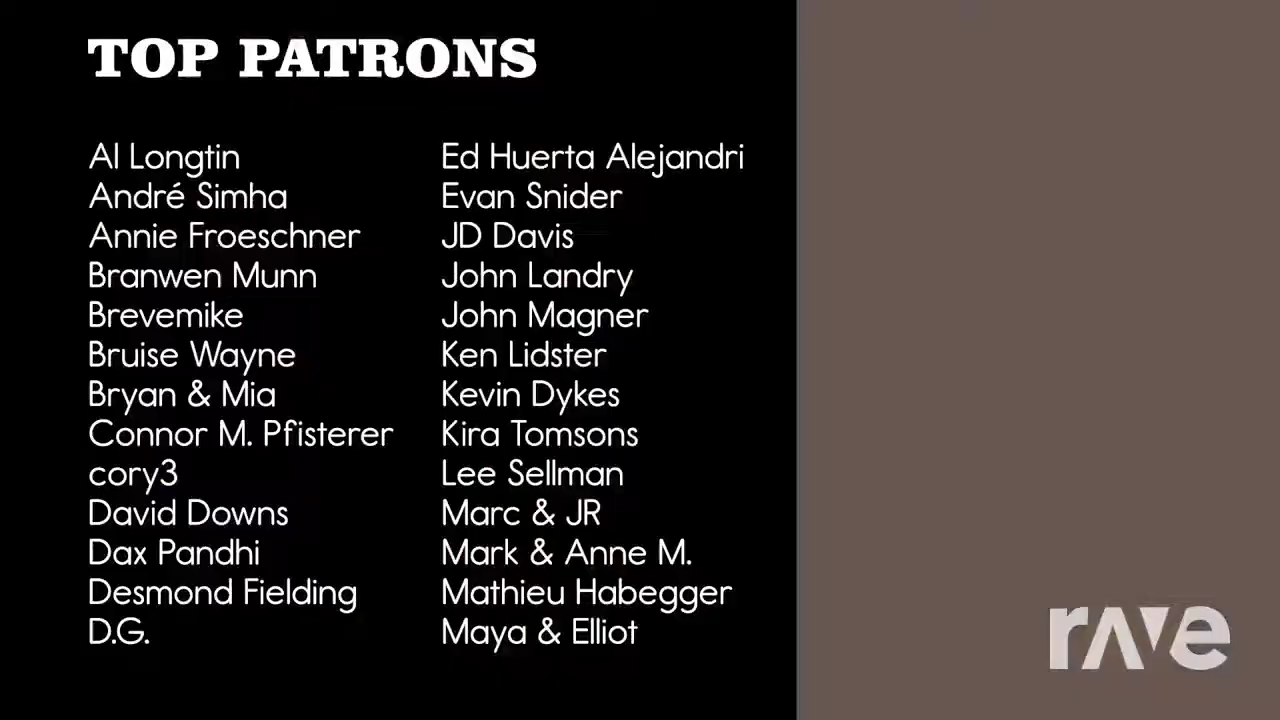 TOP PATRONS
Al Longtin
André Simha
Annie Froeschner
Branwen Munn
Brevemike
Bruise Wayne
Bryan & Mia
Connor M. Pfisterer
cory3
David Downs
Dax Pandhi
Desmond Fielding
D.G.
Ed Huerta Alejandri
Evan Snider
JD Davis
John Landry
John Magner
Ken Lidster
Kevin Dykes
Kira Tomsons
Lee Sellman
Marc & JR
Mark & Anne M.
Mathieu Habegger
Maya & Elliot
rave